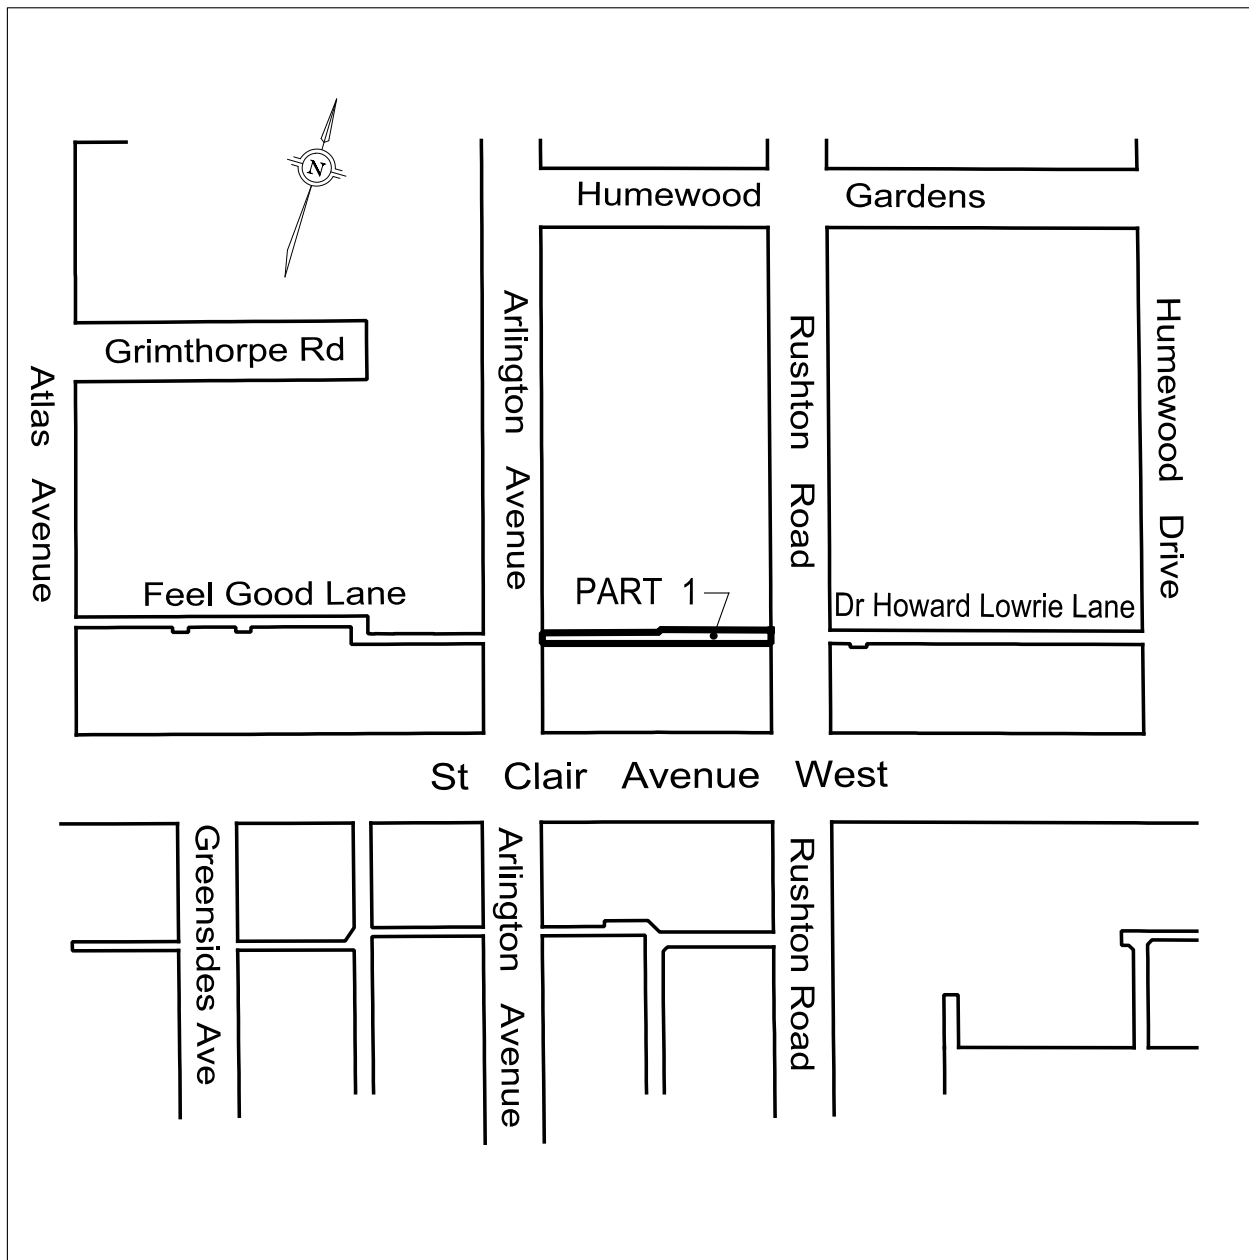 N
Humewood Gardens
Grimthorpe Rd
Atlas Avenue
Arlington Avenue
Rushton Road
Humewood Drive
Feel Good Lane
PART 1
Dr Howard Lowrie Lane
St Clair Avenue West
Greensides Ave
Arlington Avenue
Rushton Road